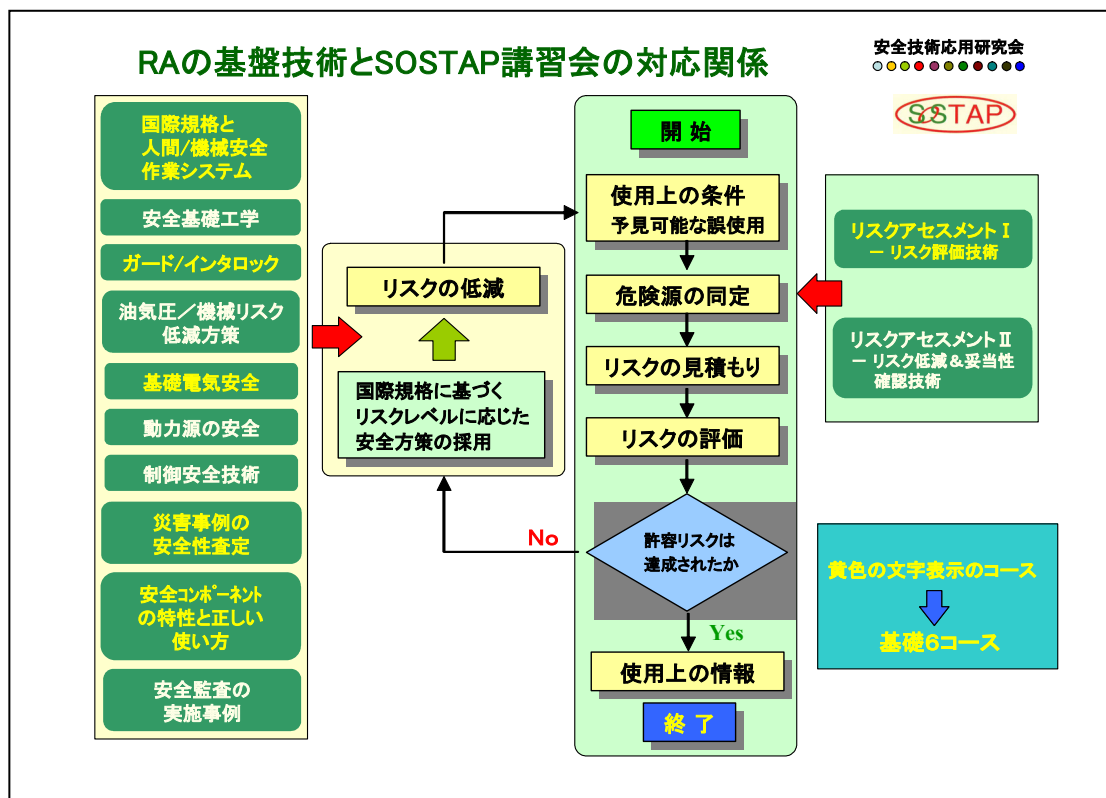 RAの基盤技術とSOSTAP講習会の対応関係
安全技術応用研究会
SOSTAP
国際規格と
人間/機械安全
作業システム
安全基礎工学
ガード/インタロック
油気圧／機械リスク
低減方策
基礎電気安全
動力源の安全
制御安全技術
災害事例の
安全性査定
安全コンポーネント
の特性と正しい
使い方
安全監査の
実施事例
リスクの低減
国際規格に基づく
リスクレベルに応じた
安全方策の採用
No
開 始
使用上の条件
予見可能な誤使用
危険源の同定
リスクの見積もり
リスクの評価
許容リスクは
達成されたか
Yes
使用上の情報
終 了
リスクアセスメントⅠ
－ リスク評価技術
リスクアセスメントⅡ
－ リスク低減＆妥当性
確認技術
黄色の文字表示のコース
基礎６コース